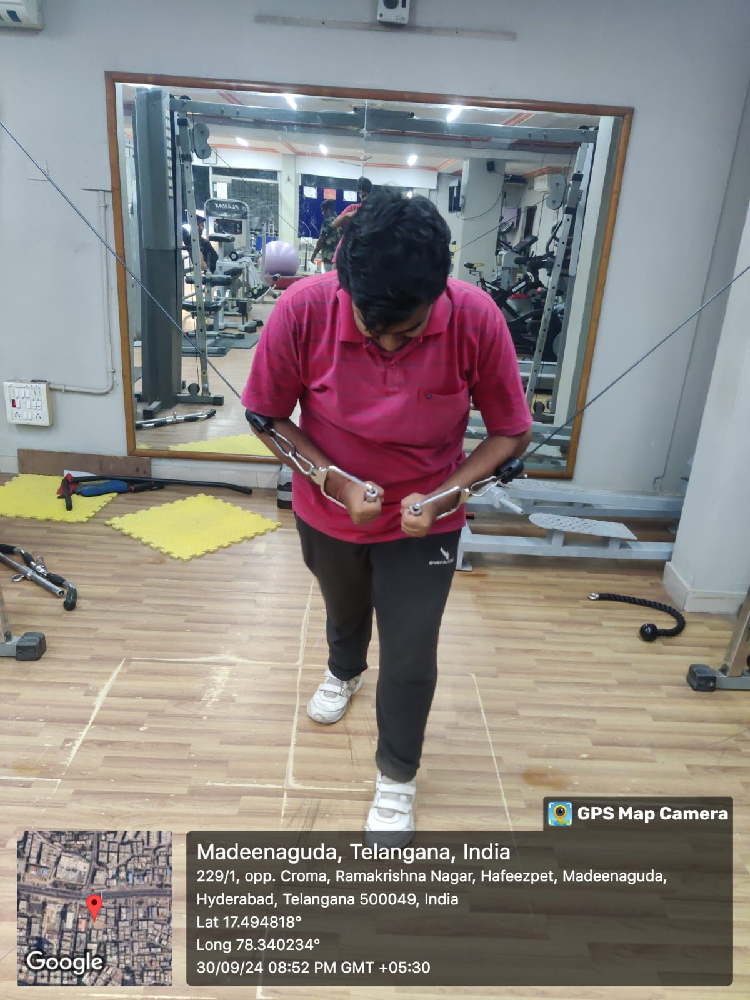 PLAMAX
GPS Map Camera
Madeenaguda, Telangana, India
229/1, opp. Croma, Ramakrishna Nagar, Hafeezpet, Madeenaguda,
Hyderabad, Telangana 500049, India
Lat 17.494818°
Long 78.340234°
30/09/24 08:52 PM GMT +05:30
Google